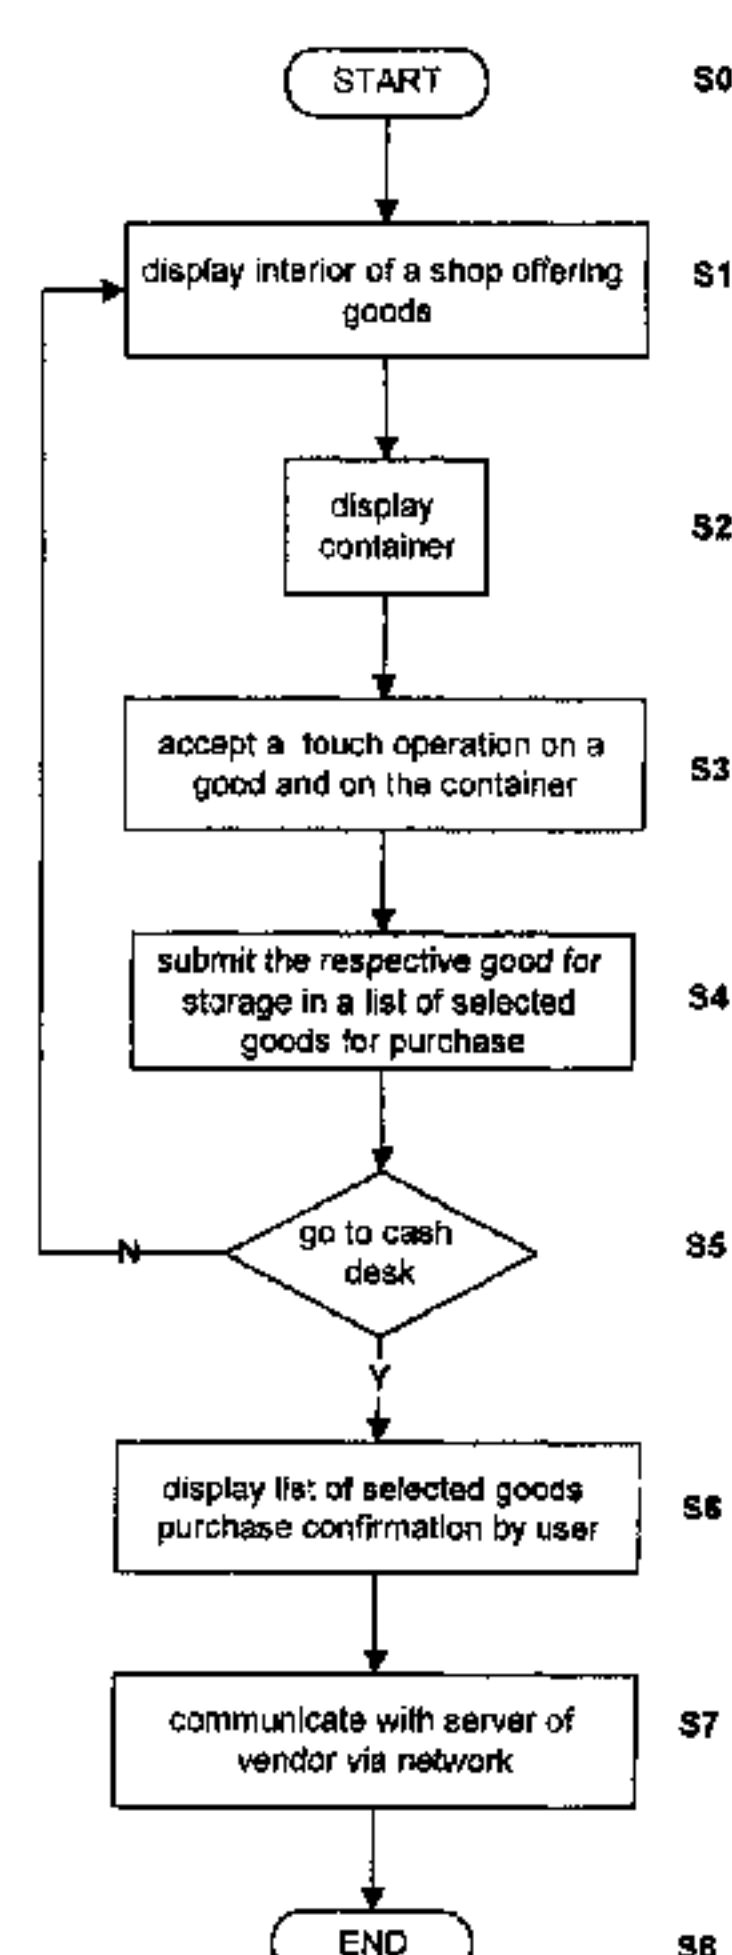 START
S0
display interior of a shop offering
goods
S1
display
container
S2
accept a touch operation on a
good and on the container
S3
submit the respective good for
storage in a list of selected
goods for purchase
S4
go to cash
desk
S5
N
Y
display list of selected goods
purchase confirmation by user
S6
communicate with server of
vendor via network
S7
END